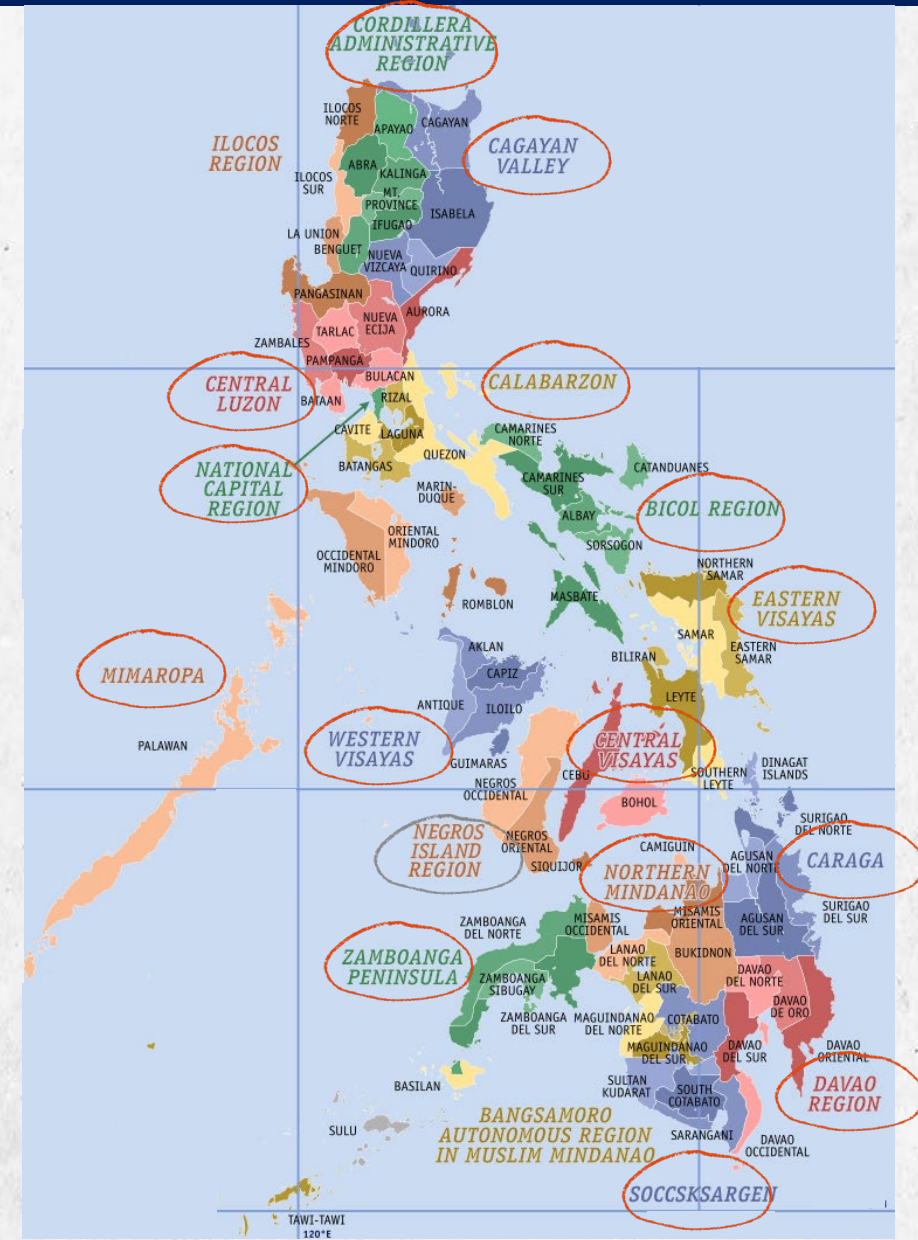 CORDILLERA
ADMINISTRATIVE
REGION
ILOCOS
NORTE
APAYAO
CAGAYAN
ILOCOS
REGION
CAGAYAN
VALLEY
ABRA
KALINGA
ILOCOS
SUR
MT.
PROVINCE
ISABELA
IFUGAO
LA UNION
BENGUET
NUEVA
VIZCAYA
QUIRINO
PANGASINAN
AURORA
NUEVA
ECIJA
TARLAC
ZAMBALES
PAMPANGA
BULACAN
CENTRAL
LUZON
CALABARZON
BATAAN
RIZAL
CAVITE
LAGUNA
CAMARINES
NORTE
QUEZON
BATANGAS
NATIONAL
CAPITAL
REGION
CATANDUANES
CAMARINES
SUR
MARIN-
DUQUE
BICOL REGION
ALBAY
ORIENTAL
MINDORO
SORSOGON
OCCIDENTAL
MINDORO
NORTHERN
SAMAR
ROMBLON
MASBATE
EASTERN
VISAYAS
SAMAR
AKLAN
BILIRAN
EASTERN
SAMAR
MIMAROPA
CAPIZ
LEYTE
ANTIQUE
ILOILO
PALAWAN
WESTERN
VISAYAS
CENTRAL
VISAYAS
GUIMARAS
CEBU
SOUTHERN
LEYTE
DINAGAT
ISLANDS
NEGROS
OCCIDENTAL
BOHOL
SURIGAO
DEL NORTE
NEGROS
ISLAND
REGION
NEGROS
ORIENTAL
CAMIGUIN
AGUSAN
DEL NORTE
CARAGA
SIQUIJOR
NORTHERN
MINDANAO
SURIGAO
DEL SUR
ZAMBOANGA
DEL NORTE
MISAMIS
OCCIDENTAL
MISAMIS
ORIENTAL
AGUSAN
DEL SUR
ZAMBOANGA
PENINSULA
LANAO
DEL NORTE
BUKIDNON
LANAO
DEL SUR
DAVAO
DEL NORTE
ZAMBOANGA
SIBUGAY
DAVAO
DE ORO
ZAMBOANGA
DEL SUR
MAGUINDANAO
DEL NORTE
COTABATO
MAGUINDANAO
DEL SUR
DAVAO
DEL SUR
DAVAO
ORIENTAL
BASILAN
SULTAN
KUDARAT
SOUTH
COTABATO
DAVAO
REGION
SULU
BANGSAMORO
AUTONOMOUS REGION
IN MUSLIM MINDANAO
SARANGANI
DAVAO
OCCIDENTAL
SOCCSKSARGEN
TAWI-TAWI
120°E